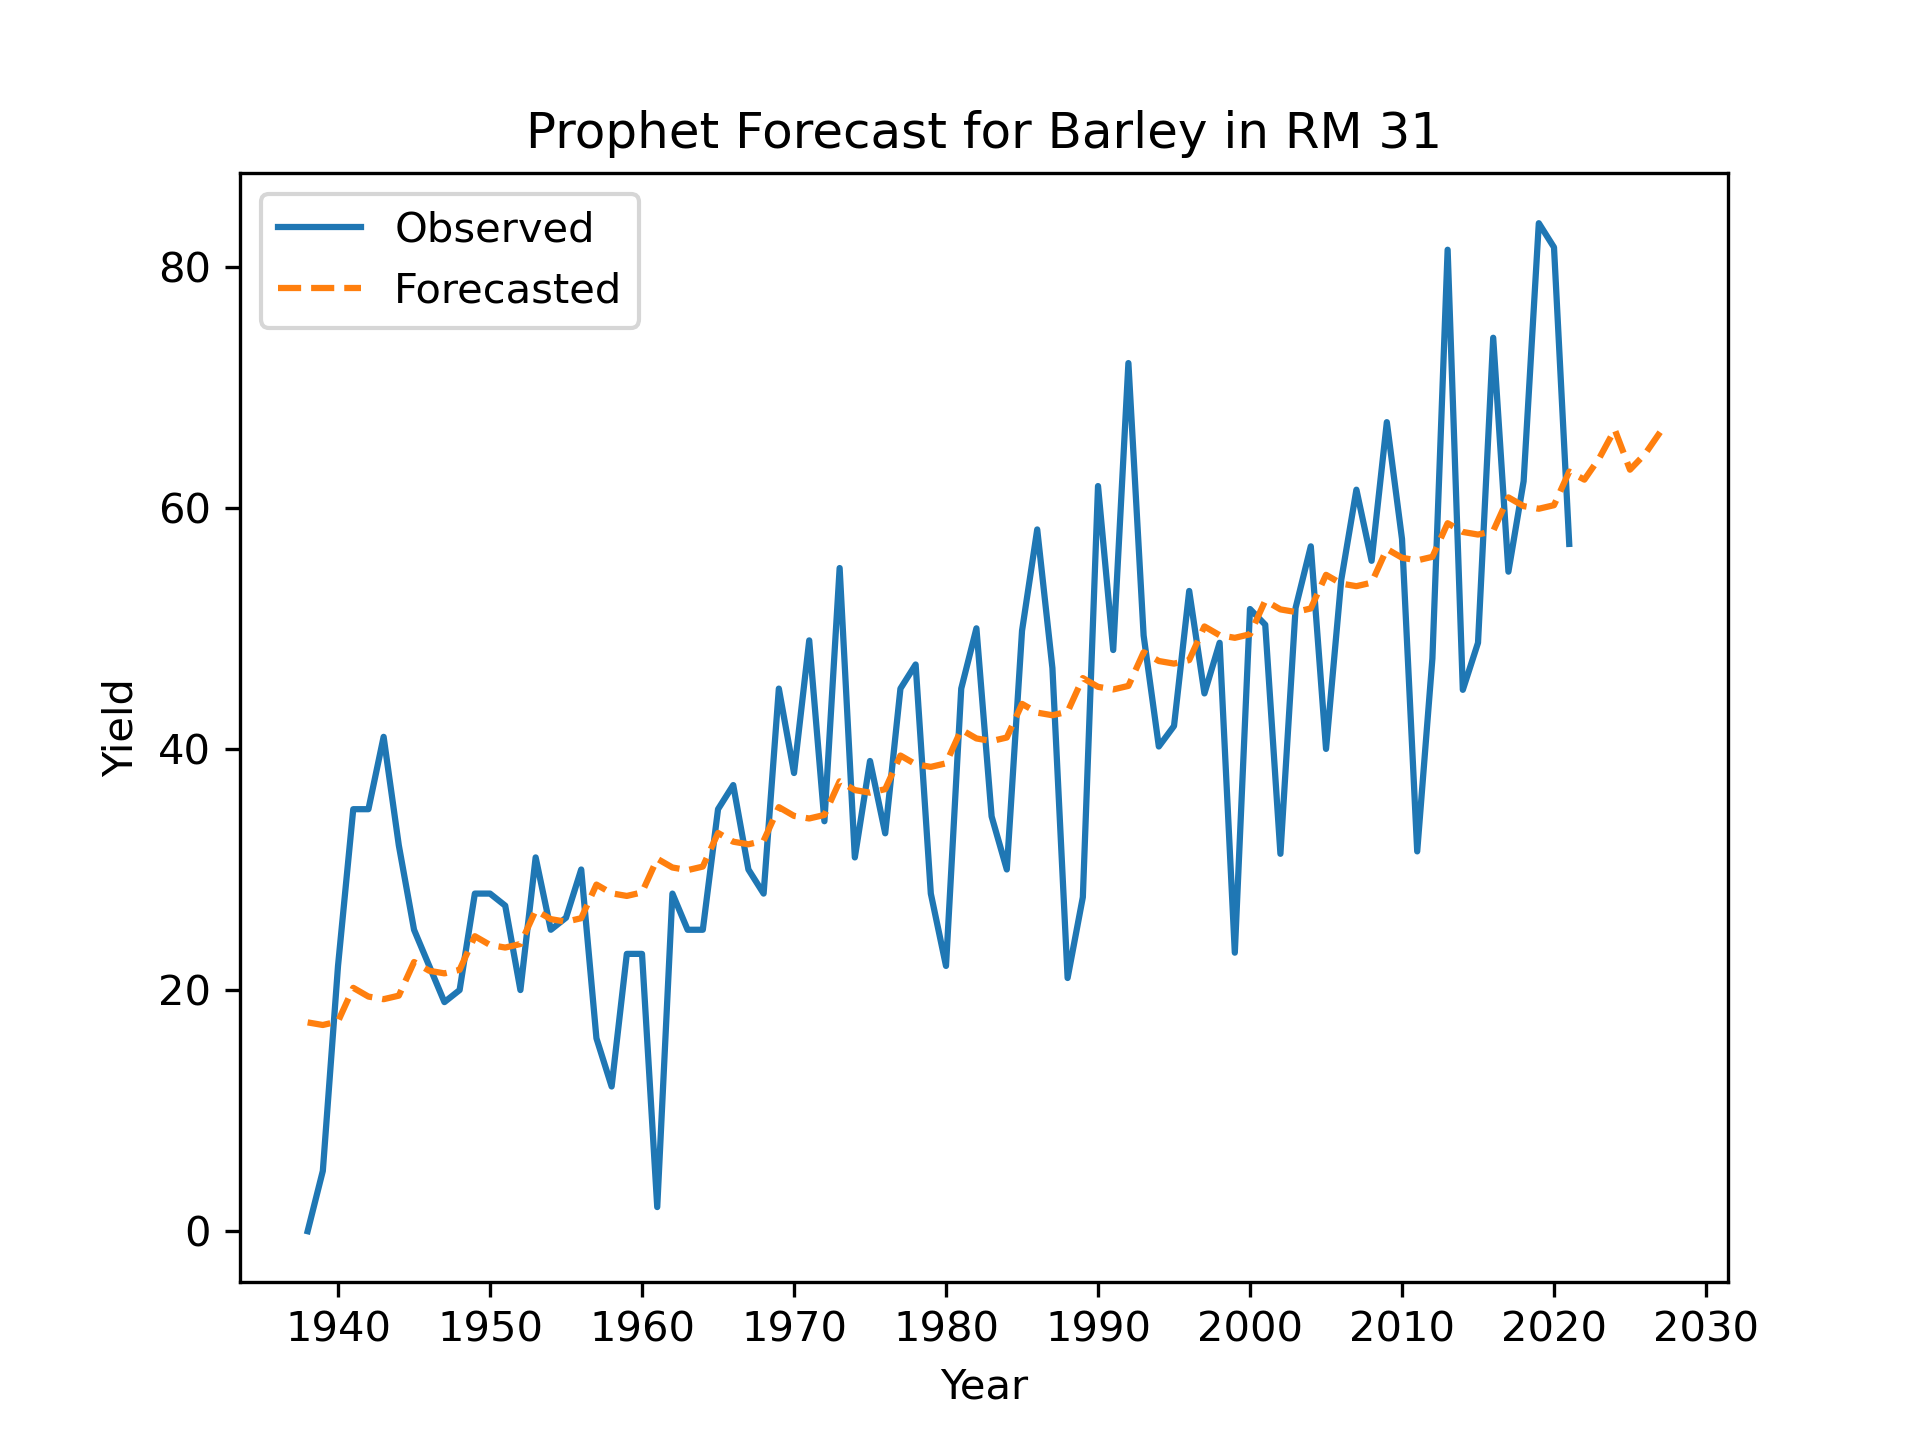 Prophet Forecast for Barley in RM 31
Observed
Forecasted
80
60
40
20
0
Yield
1940 1950 1960 1970 1980 1990 2000 2010 2020 2030
Year